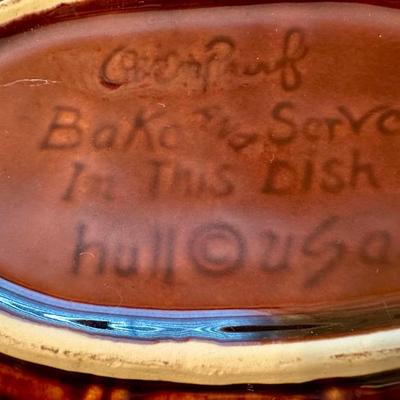 OvenProof
Bake and Serve
In This Dish
hull © usa